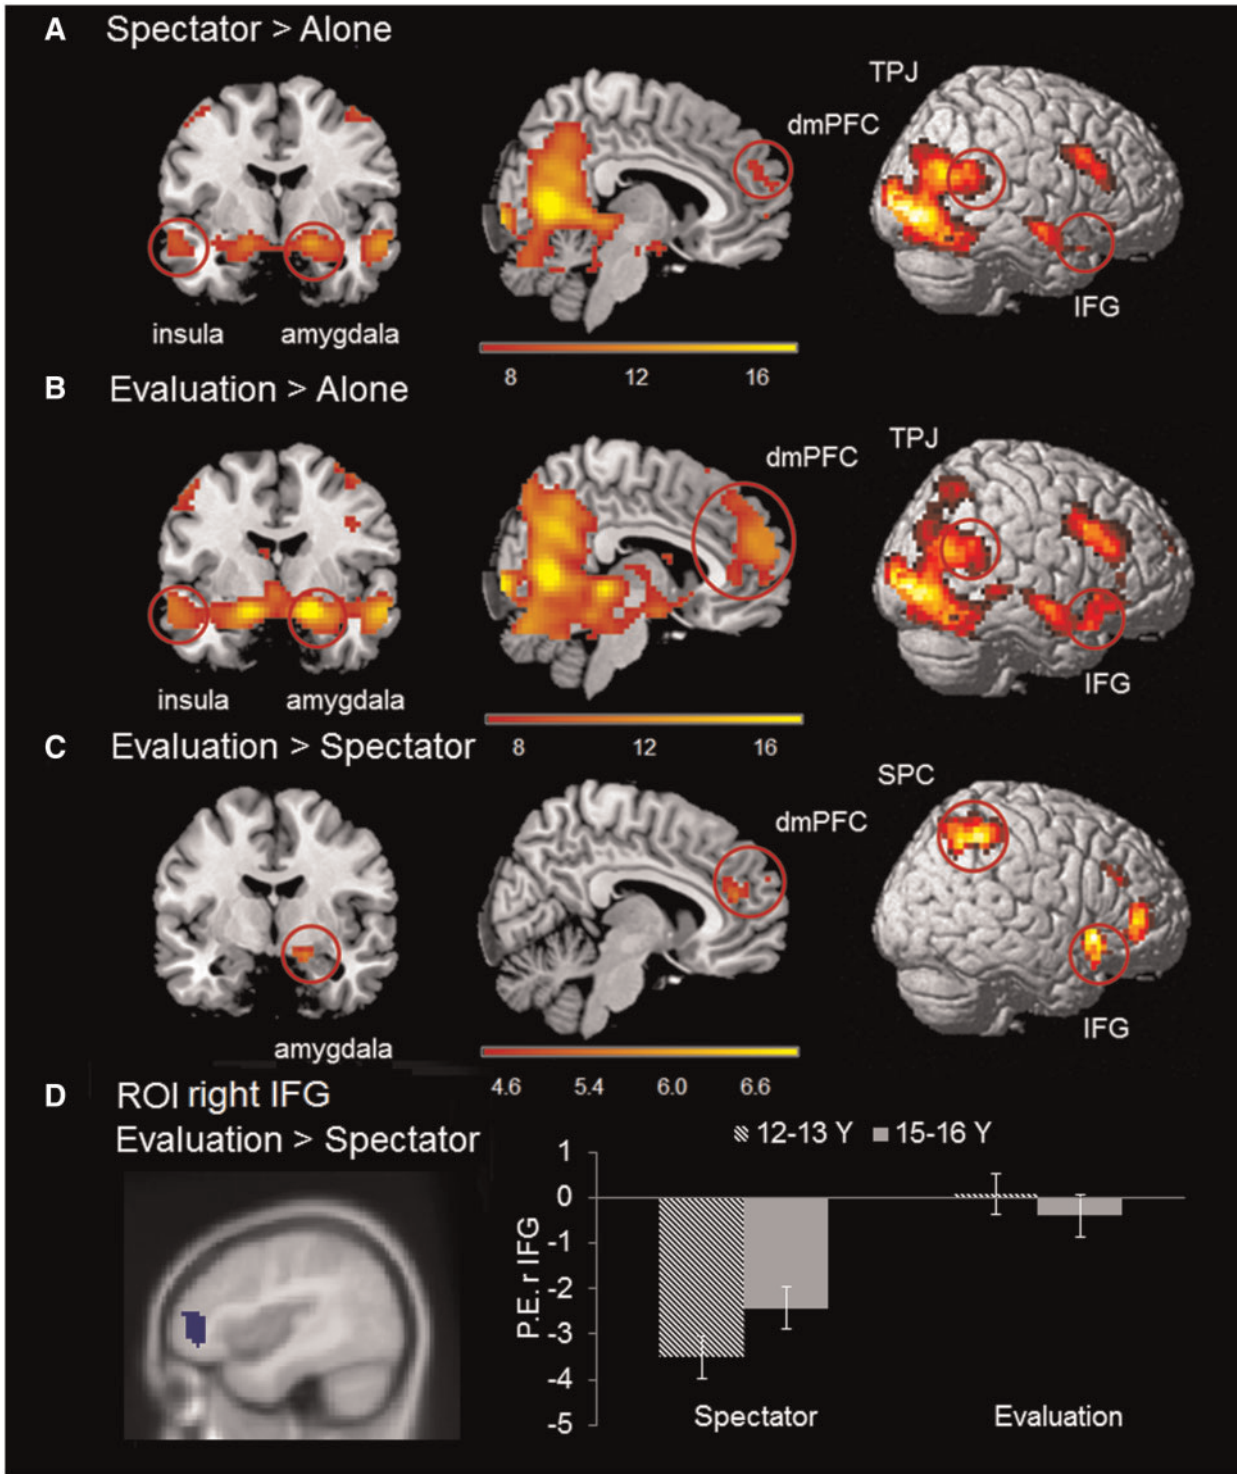 A Spectator > Alone
TPJ
dmPFC
IFG
insula amygdala
8 12 16
B Evaluation > Alone
TPJ
dmPFC
IFG
insula amygdala
8 12 16
C Evaluation > Spectator
SPC
dmPFC
IFG
amygdala
4.6 5.4 6.0 6.6
D ROI right IFG
Evaluation > Spectator
12-13 Y 15-16 Y
1
0
-1
-2
-3
-4
-5
P.E. r IFG
Spectator Evaluation